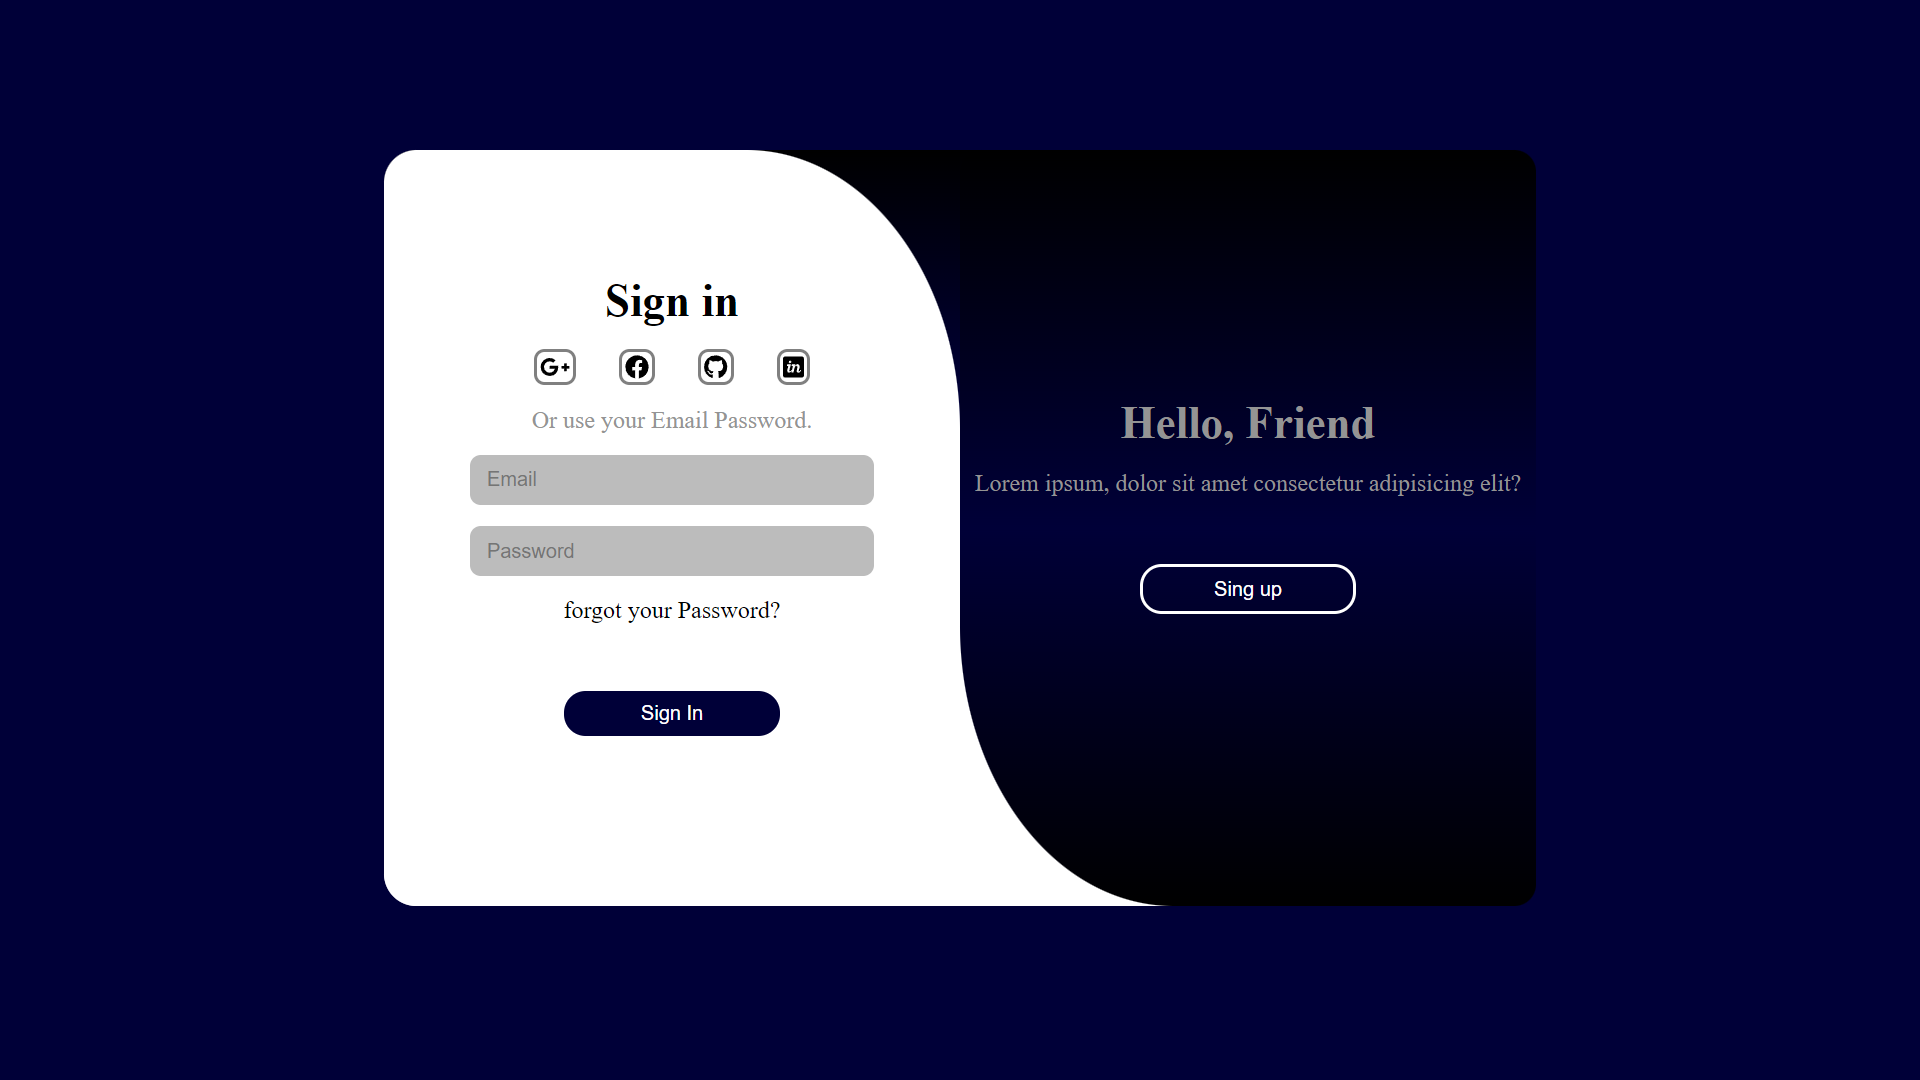 Sign in
G+
in
Or use your Email Password.
Email
Password
forgot your Password?
Sign In
Hello, Friend
Lorem ipsum, dolor sit amet consectetur adipisicing elit?
Sing up